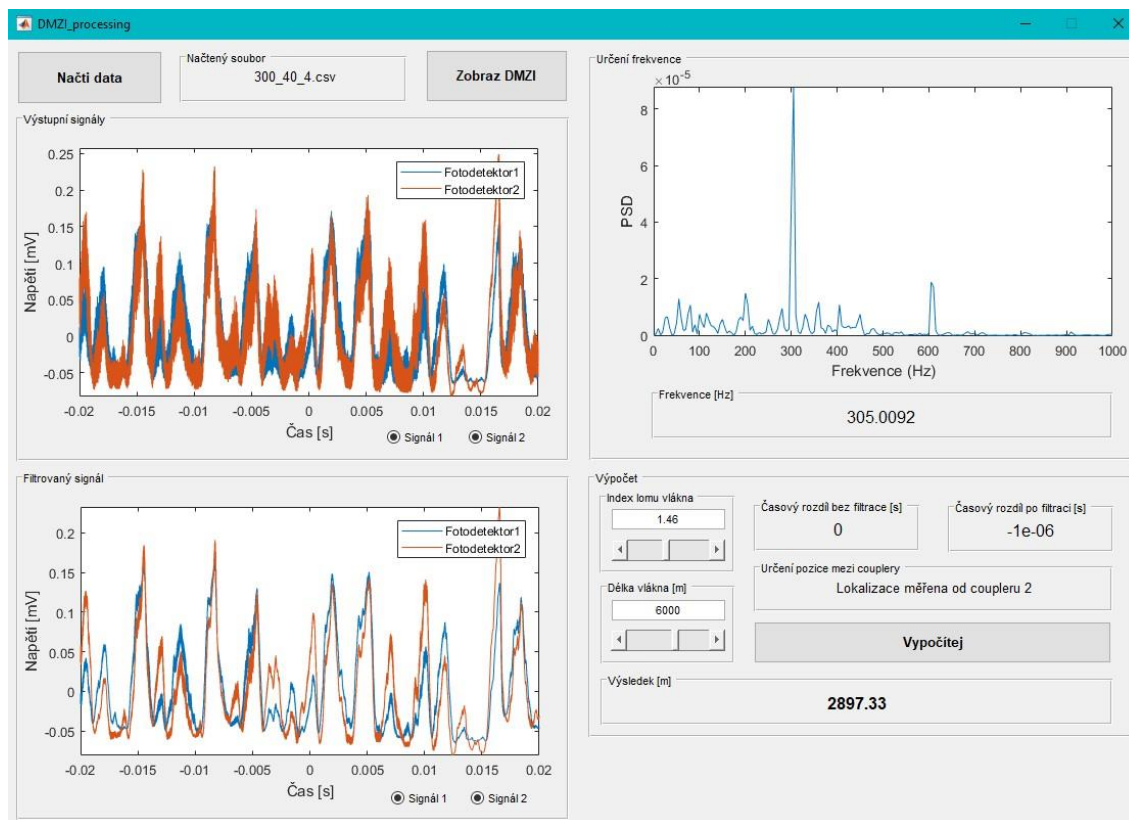 DMZI_processing
Načti data
Načtený soubor
300_40_4.csv
Zobraz DMZI
Výstupní signály
Fotodetektor1
Fotodetektor2
0.25
0.2
0.15
0.1
0.05
0
-0.05
Napětí [mV]
-0.02 -0.015 -0.01 -0.005 0 0.005 0.01 0.015 0.02
Čas [s]
Signál 1
Signál 2
Filtrovaný signál
Fotodetektor1
Fotodetektor2
0.2
0.15
0.1
0.05
0
-0.05
Napětí [mV]
-0.02 -0.015 -0.01 -0.005 0 0.005 0.01 0.015 0.02
Čas [s]
Signál 1
Signál 2
Určení frekvence
× 10⁻⁵
8
6
4
2
0
PSD
0 100 200 300 400 500 600 700 800 900 1000
Frekvence (Hz)
Frekvence [Hz]
305.0092
Výpočet
Index lomu vlákna
1.46
Délka vlákna [m]
6000
Časový rozdíl bez filtrace [s]
0
Časový rozdíl po filtraci [s]
-1e-06
Určení pozice mezi couplery
Lokalizace měřena od coupleru 2
Vypočítej
Výsledek [m]
2897.33